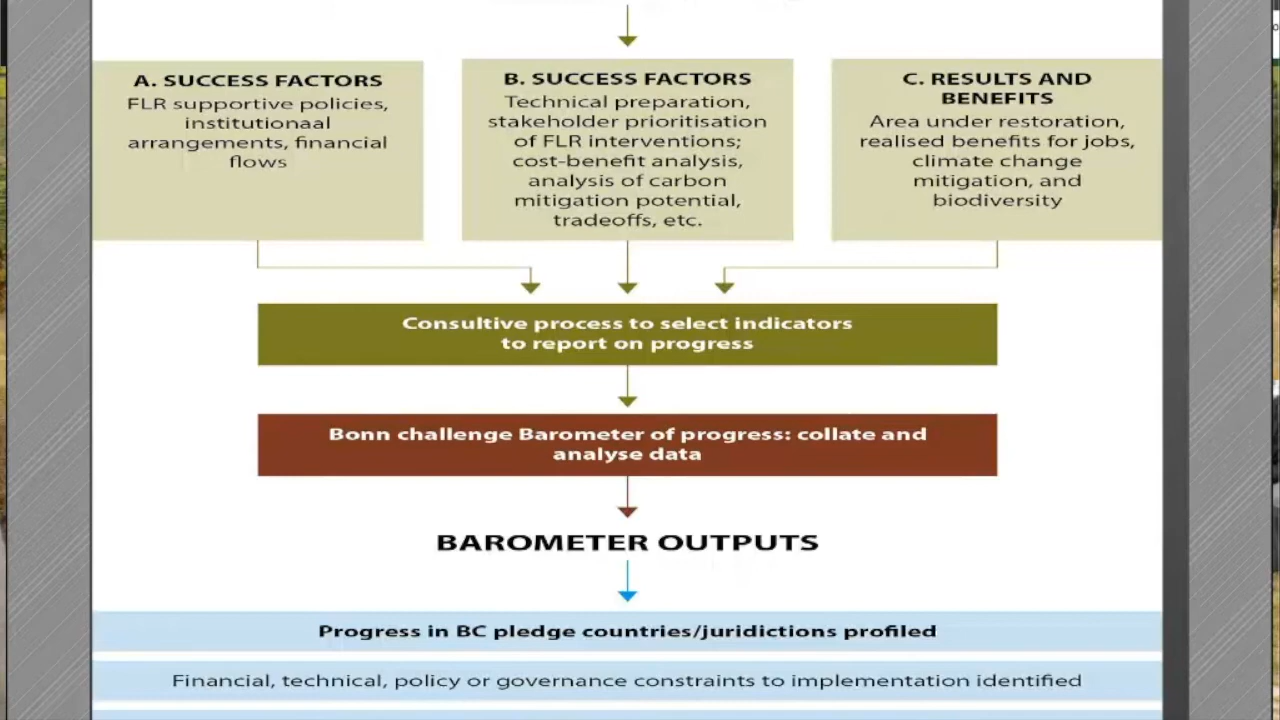 A. SUCCESS FACTORS
FLR supportive policies,
institutionaal
arrangements, financial
flows
B. SUCCESS FACTORS
Technical preparation,
stakeholder prioritisation
of FLR interventions;
cost-benefit analysis,
analysis of carbon
mitigation potential,
tradeoffs, etc.
C. RESULTS AND
BENEFITS
Area under restoration,
realised benefits for jobs,
climate change
mitigation, and
biodiversity
Consultive process to select indicators
to report on progress
Bonn challenge Barometer of progress: collate and
analyse data
BAROMETER OUTPUTS
Progress in BC pledge countries/juridictions profiled
Financial, technical, policy or governance constraints to implementation identified